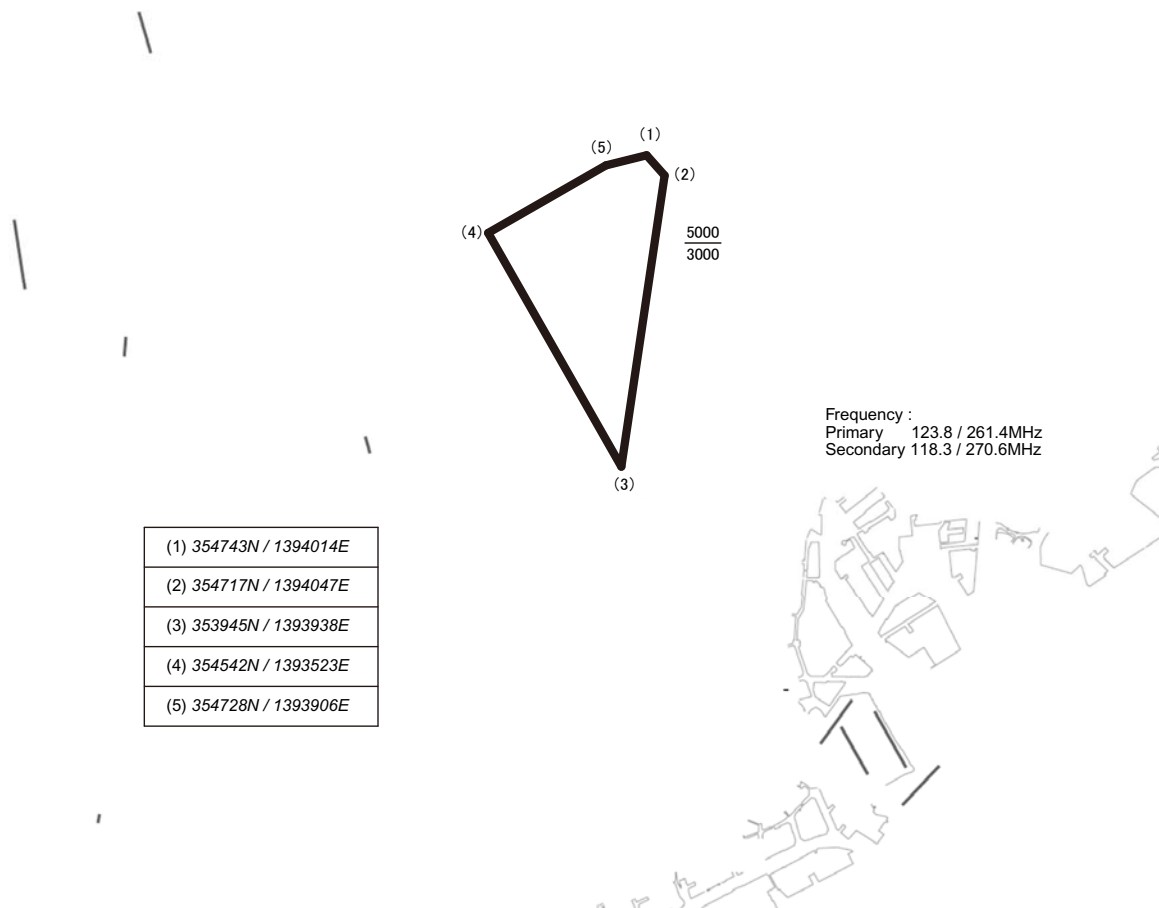 (1)
(5)
(2)
(4)
5000
3000
Frequency :
Primary 123.8 / 261.4MHz
Secondary 118.3 / 270.6MHz
(3)
(1) 354743N / 1394014E
(2) 354717N / 1394047E
(3) 353945N / 1393938E
(4) 354542N / 1393523E
(5) 354728N / 1393906E